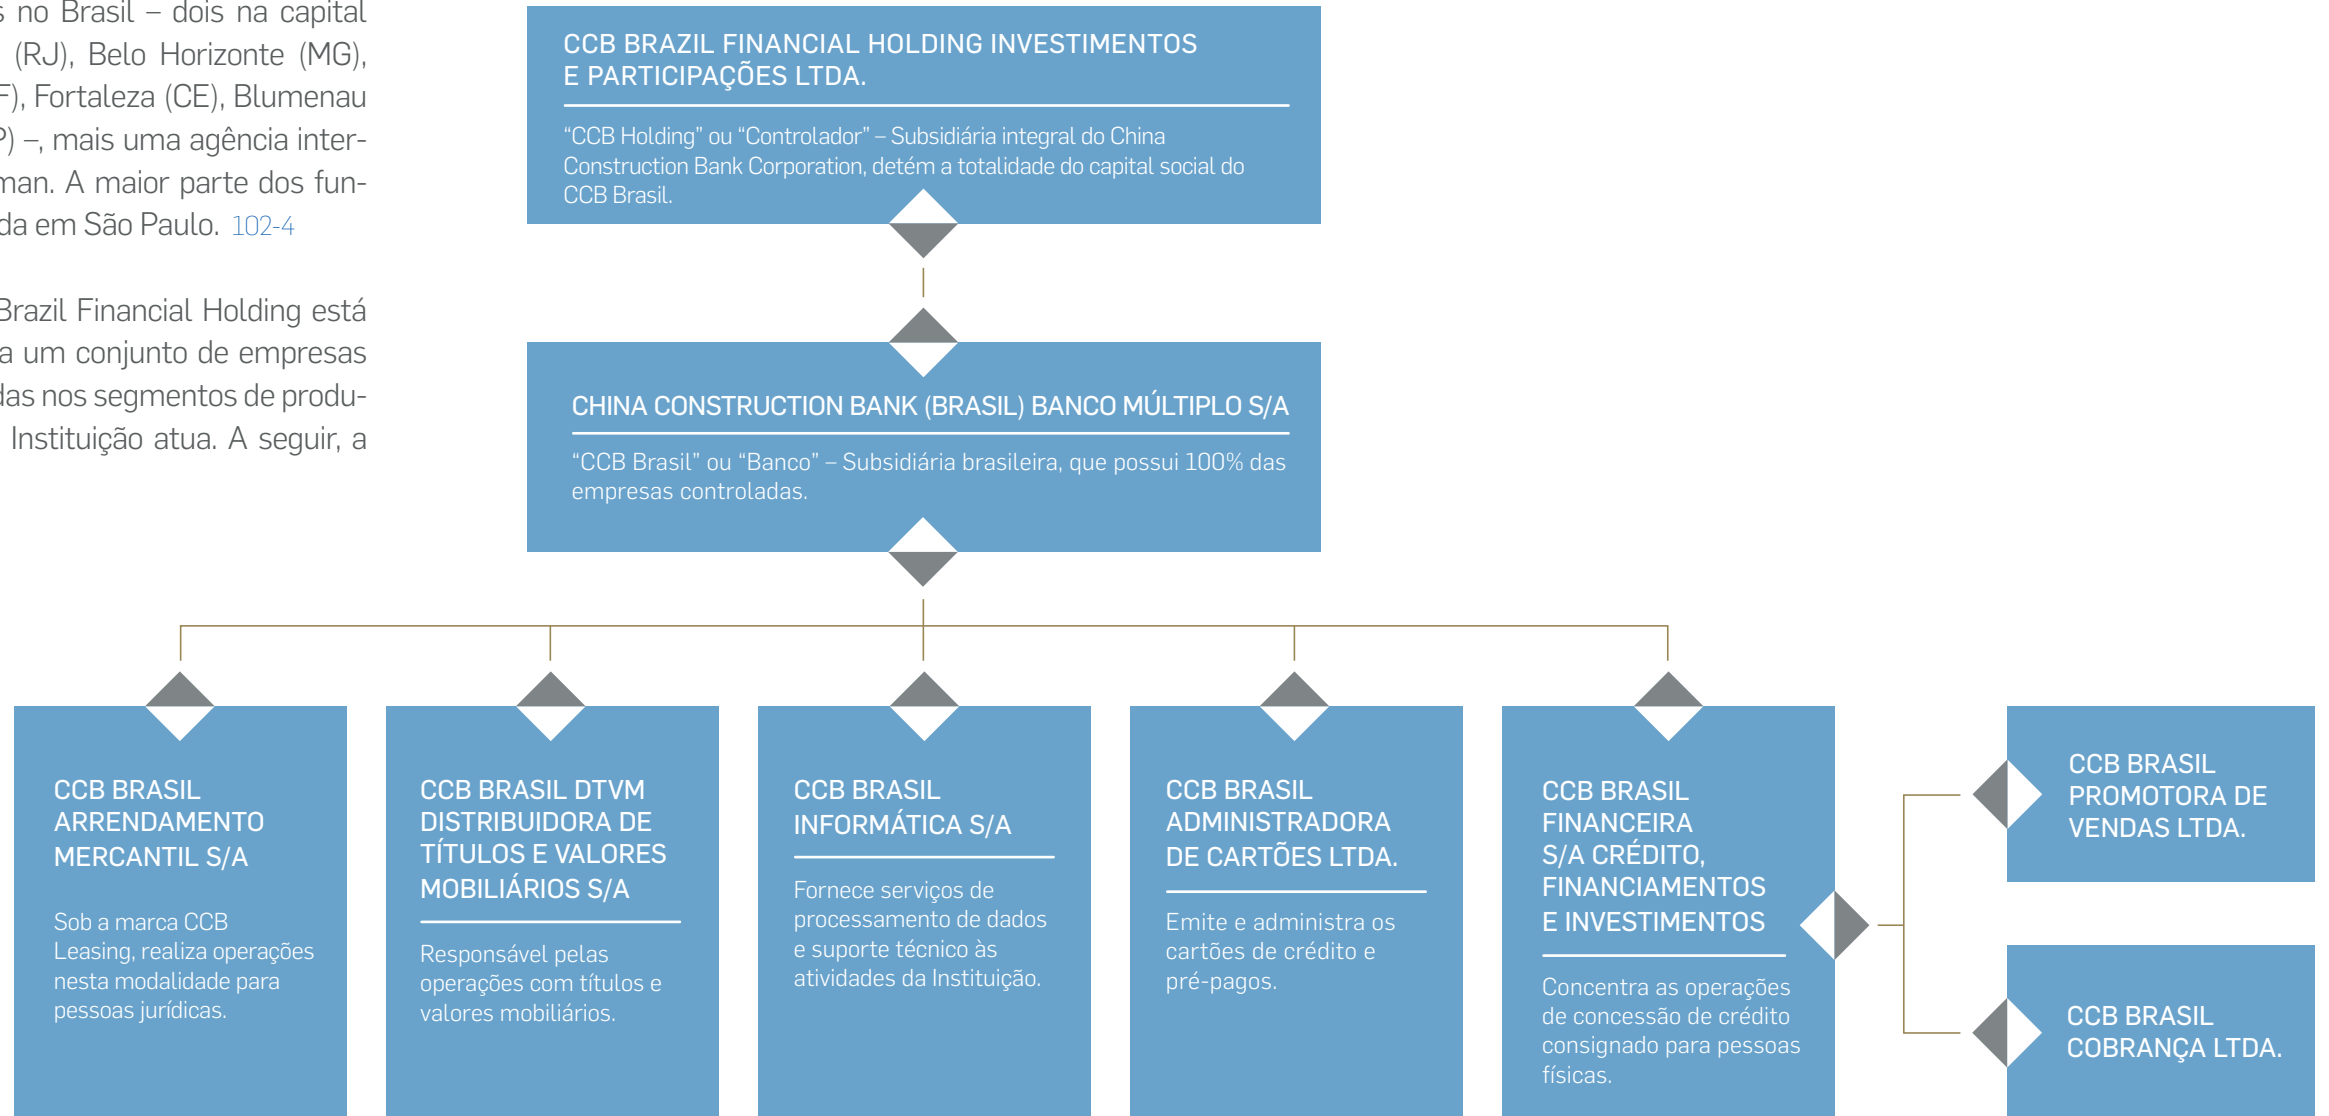 s no Brasil – dois na capital
(RJ), Belo Horizonte (MG),
F), Fortaleza (CE), Blumenau
P) –, mais uma agência inter-
man. A maior parte dos fun-
da em São Paulo. 102-4
Brazil Financial Holding está
a um conjunto de empresas
das nos segmentos de produ-
Instituição atua. A seguir, a
CCB BRAZIL FINANCIAL HOLDING INVESTIMENTOS
E PARTICIPAÇÕES LTDA.
“CCB Holding” ou “Controlador” – Subsidiária integral do China
Construction Bank Corporation, detém a totalidade do capital social do
CCB Brasil.
CHINA CONSTRUCTION BANK (BRASIL) BANCO MÚLTIPLO S/A
“CCB Brasil” ou “Banco” – Subsidiária brasileira, que possui 100% das
empresas controladas.
CCB BRASIL
ARRENDAMENTO
MERCANTIL S/A
Sob a marca CCB
Leasing, realiza operações
nesta modalidade para
pessoas jurídicas.
CCB BRASIL DTVM
DISTRIBUIDORA DE
TÍTULOS E VALORES
MOBILIÁRIOS S/A
Responsável pelas
operações com títulos e
valores mobiliários.
CCB BRASIL
INFORMÁTICA S/A
Fornece serviços de
processamento de dados
e suporte técnico às
atividades da Instituição.
CCB BRASIL
ADMINISTRADORA
DE CARTÕES LTDA.
Emite e administra os
cartões de crédito e
pré-pagos.
CCB BRASIL
FINANCEIRA
S/A CRÉDITO,
FINANCIAMENTOS
E INVESTIMENTOS
Concentra as operações
de concessão de crédito
consignado para pessoas
físicas.
CCB BRASIL
PROMOTORA DE
VENDAS LTDA.
CCB BRASIL
COBRANÇA LTDA.